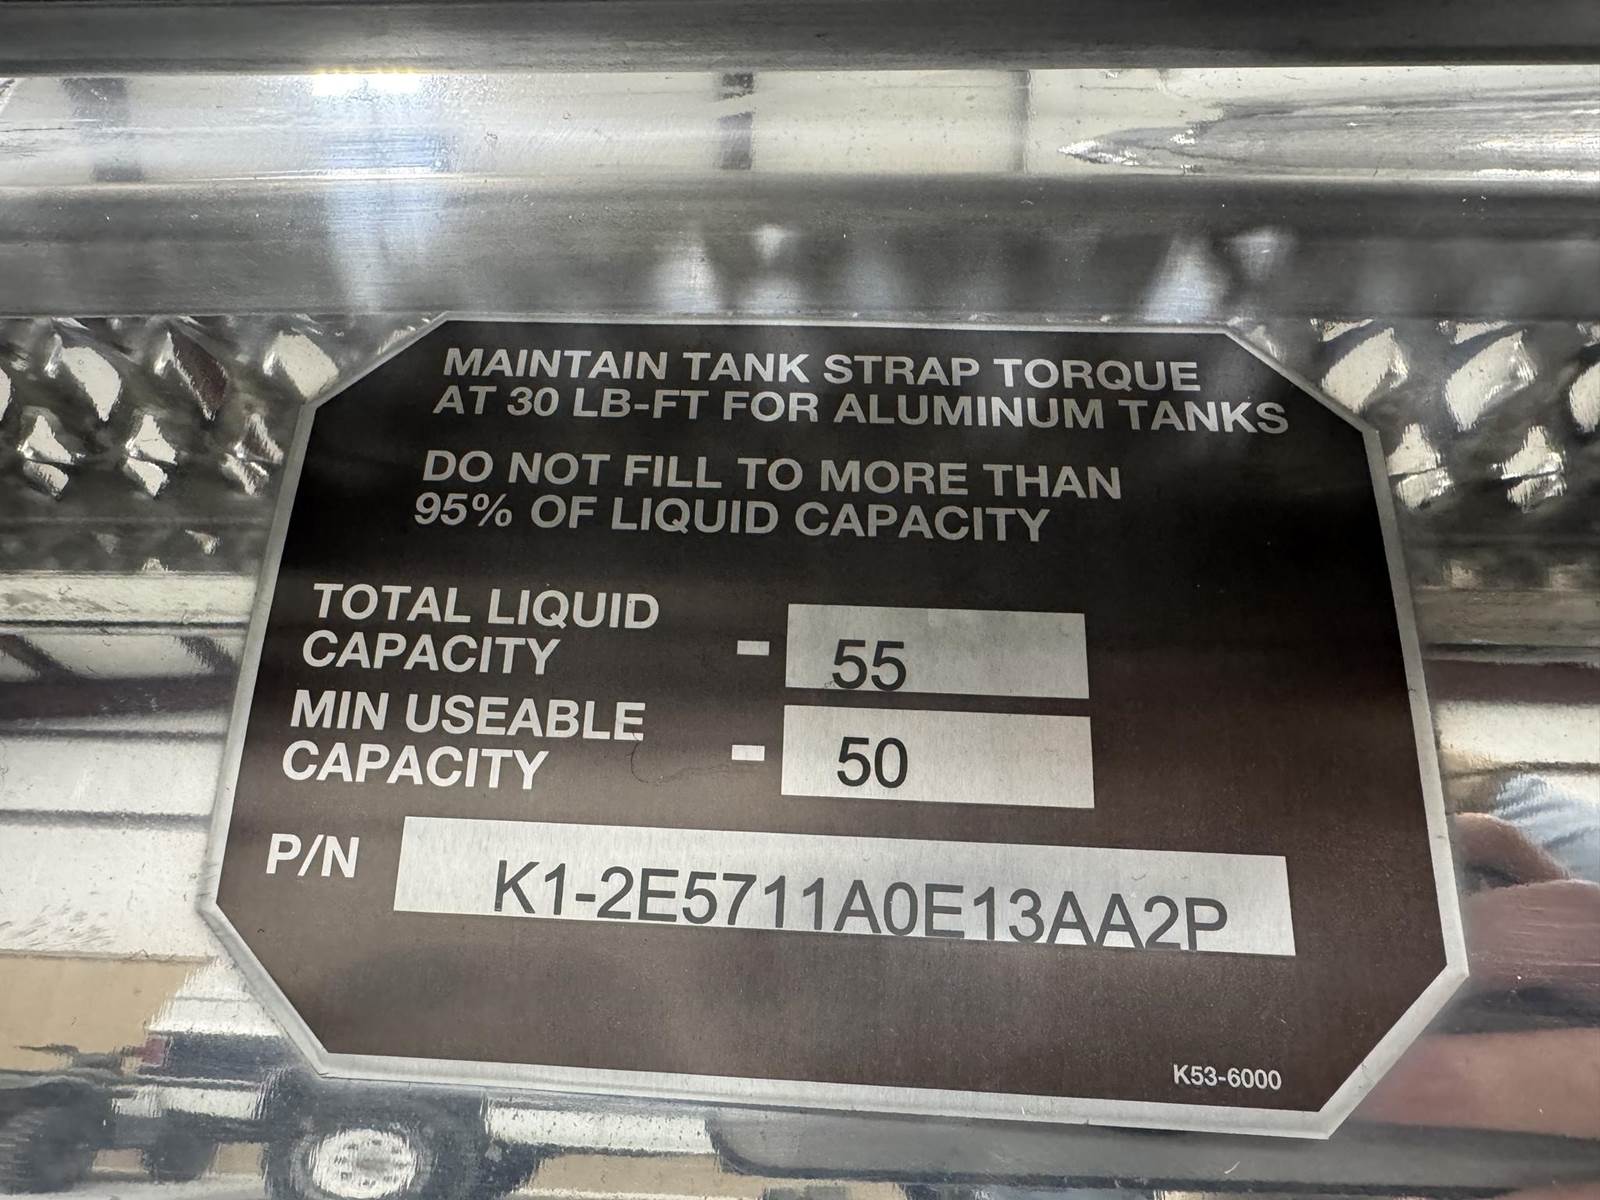 MAINTAIN TANK STRAP TORQUE
AT 30 LB-FT FOR ALUMINUM TANKS
DO NOT FILL TO MORE THAN
95% OF LIQUID CAPACITY
TOTAL LIQUID
CAPACITY - 55
MIN USEABLE
CAPACITY - 50
P/N K1-2E5711A0E13AA2P
K53-6000